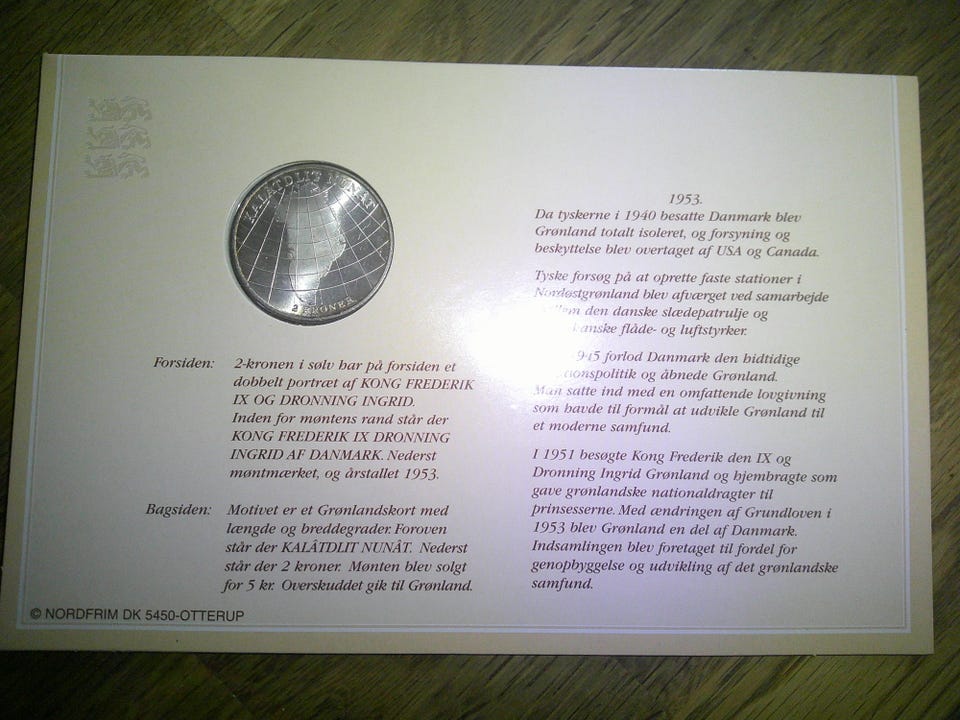 KALÂTDLIT NUNÂT
2 KRONER
Forsiden: 2-kronen i sølv har på forsiden et
dobbelt portræt af KONG FREDERIK
IX OG DRONNING INGRID.
Inden for møntens rand står der
KONG FREDERIK IX DRONNING
INGRID AF DANMARK. Nederst
møntmærket, og årstallet 1953.
Bagsiden: Motivet er et Grønlandskort med
længde og breddegrader. Foroven
står der KALÂTDLIT NUNÂT. Nederst
står der 2 kroner. Mønten blev solgt
for 5 kr. Overskuddet gik til Grønland.
© NORDFRIM DK 5450-OTTERUP
1953.
Da tyskerne i 1940 besatte Danmark blev
Grønland totalt isoleret, og forsyning og
beskyttelse blev overtaget af USA og Canada.
Tyske forsøg på at oprette faste stationer i
Nordøstgrønland blev afværget ved samarbejde
den danske slædepatrulje og
flåde- og luftstyrker.
forlod Danmark den hidtidige
og åbnede Grønland.
Man satte ind med en omfattende lovgivning
som havde til formål at udvikle Grønland til
et moderne samfund.
I 1951 besøgte Kong Frederik den IX og
Dronning Ingrid Grønland og hjembragte som
gave grønlandske nationaldragter til
prinsesserne. Med ændringen af Grundloven i
1953 blev Grønland en del af Danmark.
Indsamlingen blev foretaget til fordel for
genopbyggelse og udvikling af det grønlandske
samfund.